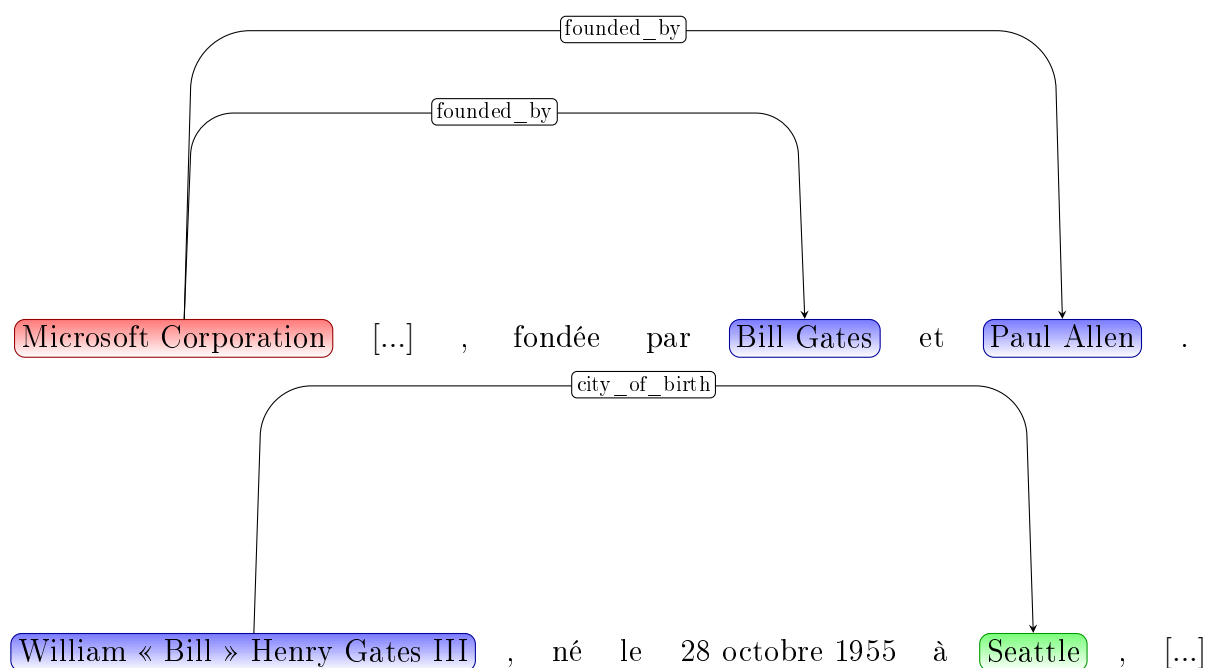 founded_by
founded_by
Microsoft Corporation [...] , fondée par Bill Gates et Paul Allen .
city_of_birth
William « Bill » Henry Gates III , né le 28 octobre 1955 à Seattle , [...]